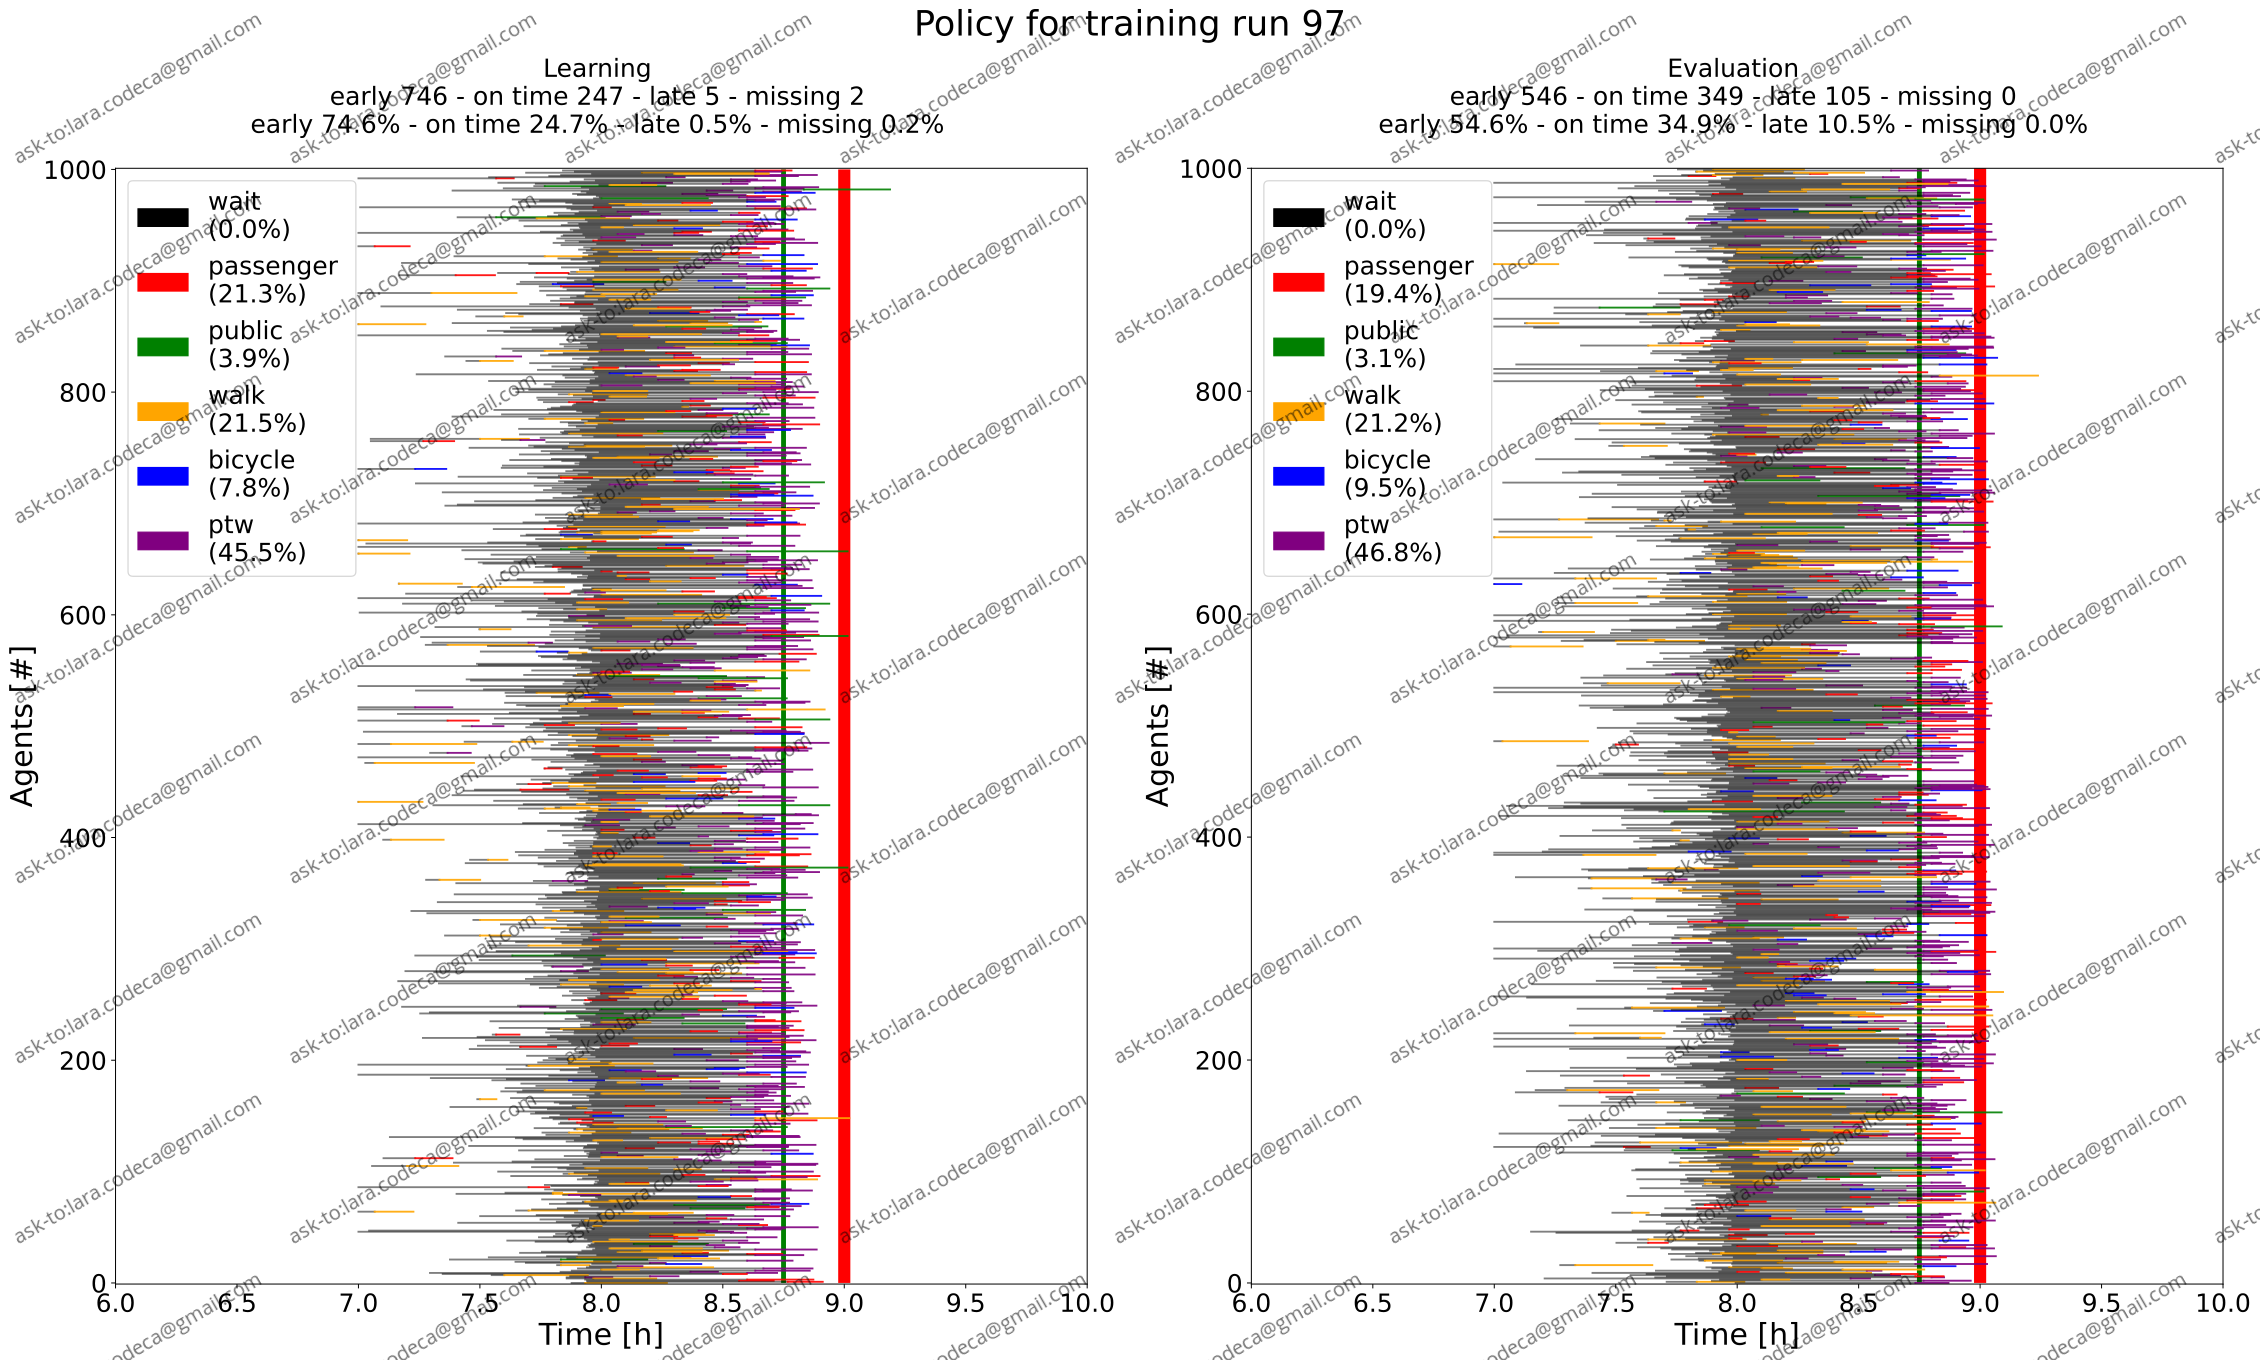 Policy for training run 97
Learning
early 746 - on time 247 - late 5 - missing 2
early 74.6% - on time 24.7% - late 0.5% - missing 0.2%
wait
(0.0%)
passenger
(21.3%)
public
(3.9%)
walk
(21.5%)
bicycle
(7.8%)
ptw
(45.5%)
Agents [#]
1000
800
600
400
200
0
6.0 6.5 7.0 7.5 8.0 8.5 9.0 9.5 10.0
Time [h]
Evaluation
early 546 - on time 349 - late 105 - missing 0
early 54.6% - on time 34.9% - late 10.5% - missing 0.0%
wait
(0.0%)
passenger
(19.4%)
public
(3.1%)
walk
(21.2%)
bicycle
(9.5%)
ptw
(46.8%)
Agents [#]
1000
800
600
400
200
0
6.0 6.5 7.0 7.5 8.0 8.5 9.0 9.5 10.0
Time [h]
ask-to:lara.codeca@gmail.com